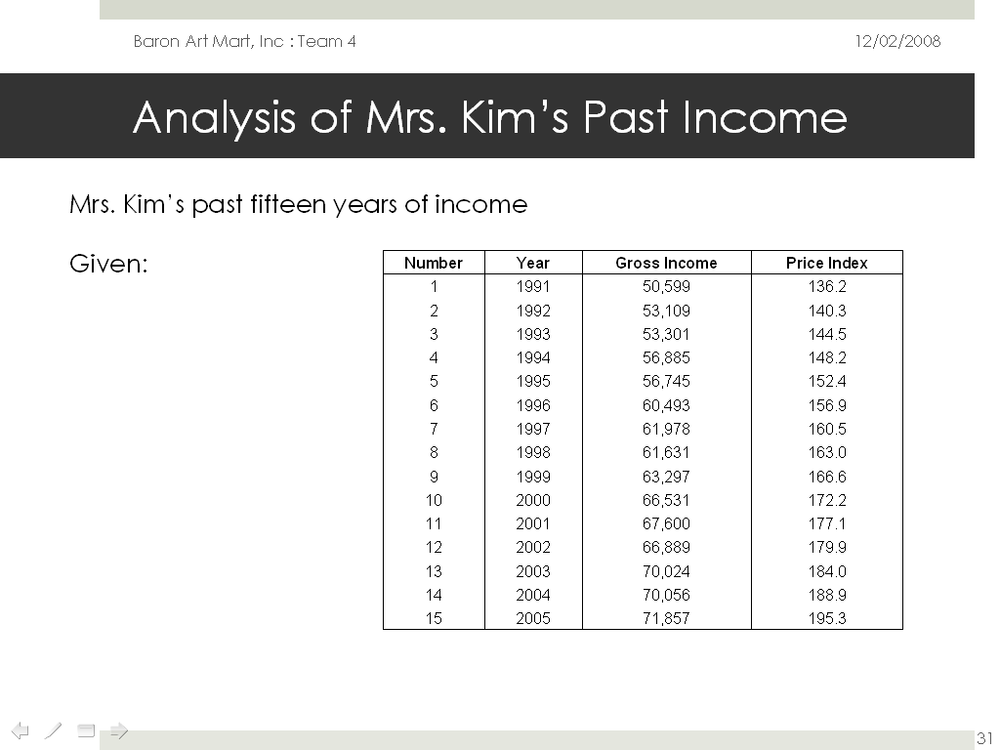 Baron Art Mart, Inc : Team 4 12/02/2008
Analysis of Mrs. Kim's Past Income
Mrs. Kim's past fifteen years of income
Given:
Number Year Gross Income Price Index
1 1991 50,599 136.2
2 1992 53,109 140.3
3 1993 53,301 144.5
4 1994 56,885 148.2
5 1995 56,745 152.4
6 1996 60,493 156.9
7 1997 61,978 160.5
8 1998 61,631 163.0
9 1999 63,297 166.6
10 2000 66,531 172.2
11 2001 67,600 177.1
12 2002 66,889 179.9
13 2003 70,024 184.0
14 2004 70,056 188.9
15 2005 71,857 195.3
31